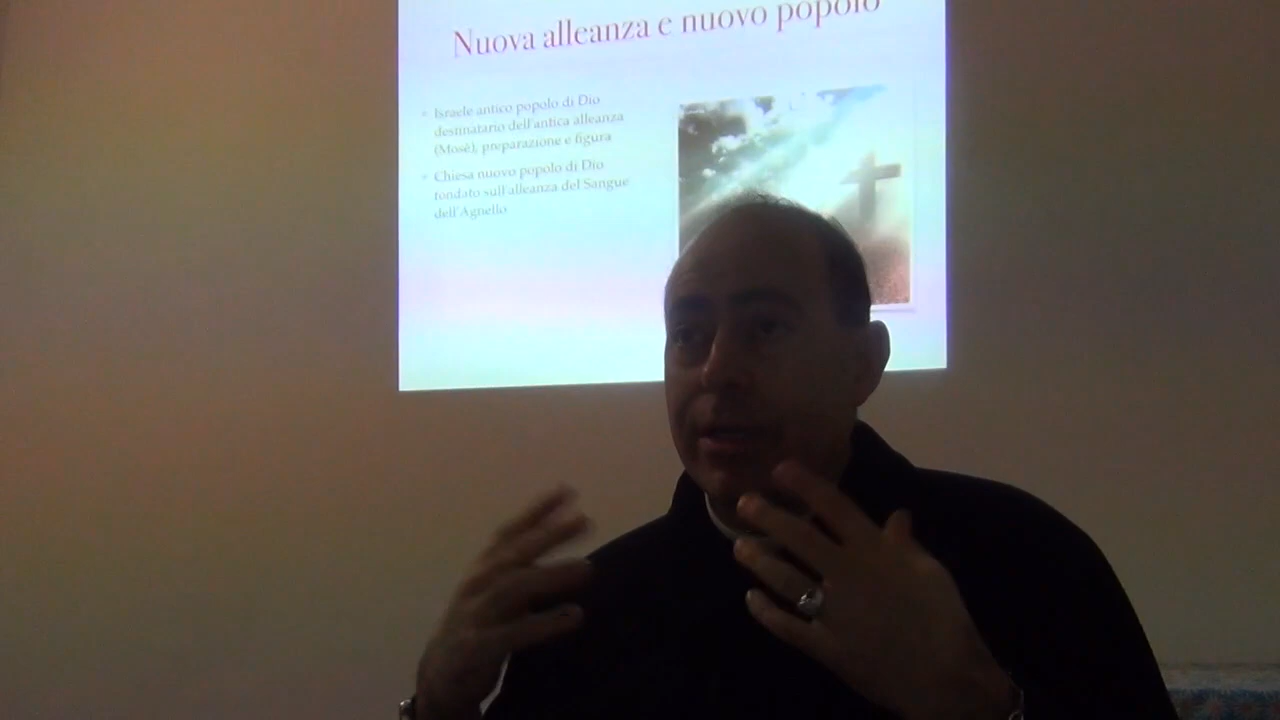 Nuova alleanza e nuovo popolo
Israele antico popolo di Dio
destinatario dell'antica alleanza
(Mosè), preparazione e figura
Chiesa nuovo popolo di Dio
fondato sull'alleanza del Sangue
dell'Agnello